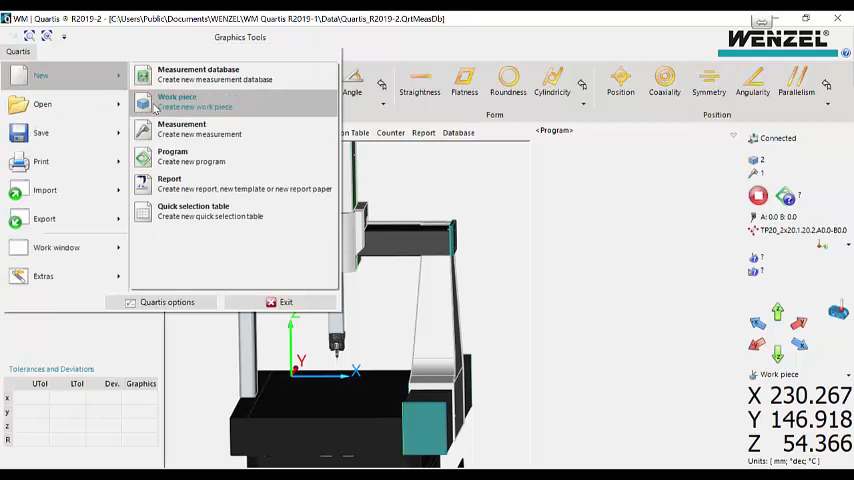 WM | Quartis ® R2019-2 - [C:\Users\Public\Documents\WENZEL\WM Quartis R2019-1\Data\Quartis_R2019-2.QrtMeasDb]
WENZEL
Graphics Tools
Quartis
New
Open
Save
Print
Import
Export
Work window
Extras
Measurement database
Create new measurement database
Work piece
Create new work piece
Measurement
Create new measurement
Program
Create new program
Report
Create new report, new template or new report paper
Quick selection table
Create new quick selection table
Quartis options
Exit
Angle
Straightness
Flatness
Roundness
Cylindricity
Form
Position
Coaxiality
Symmetry
Angularity
Parallelism
Position
on Table
Counter
Report
Database
<Program>
Connected
2
1
?
A: 0.0 B: 0.0
TP20_2x20.1.20.2.A0.0-B0.0
?
?
Z
Y
X
Work piece
X 230.267
Y 146.918
Z 54.366
Units: ( mm; °dec; °C)
Tolerances and Deviations
UTol LTol Dev. Graphics
x
y
z
R